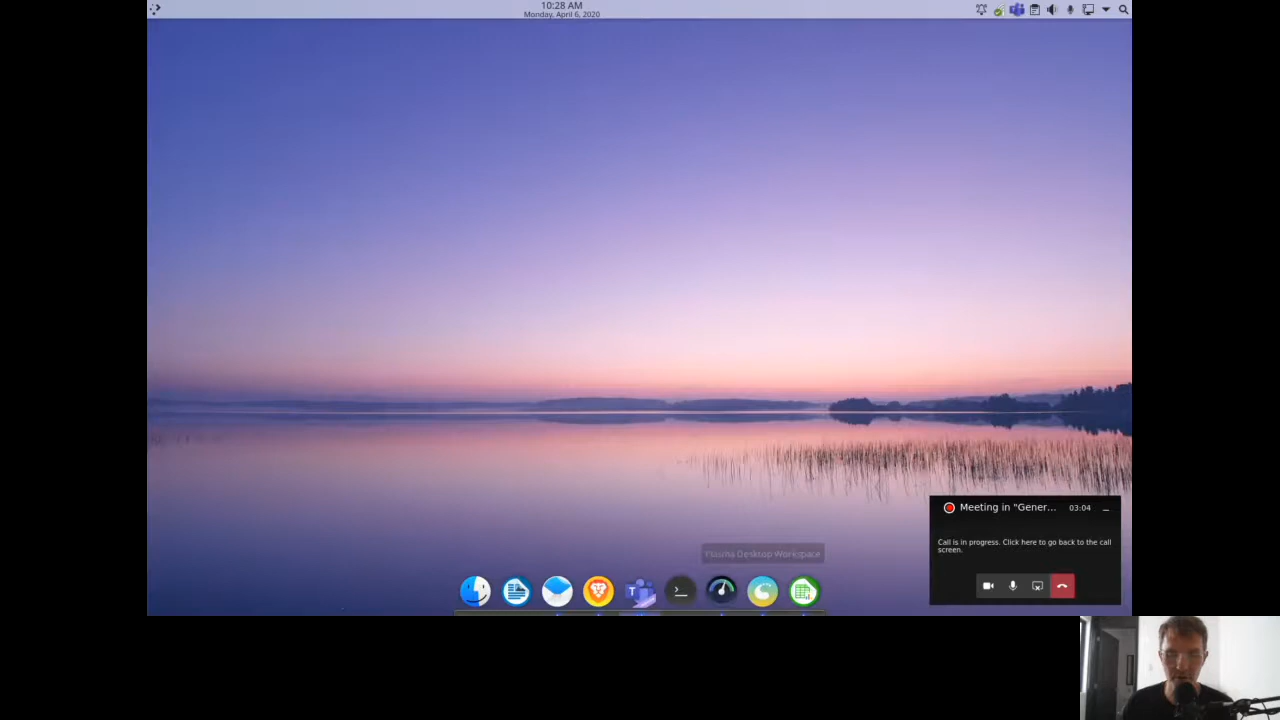 10:28 AM
Monday, April 6, 2020
Meeting in "Gener...
03:04
Call is in progress. Click here to go back to the call
screen.
Plasma Desktop Workspace
T